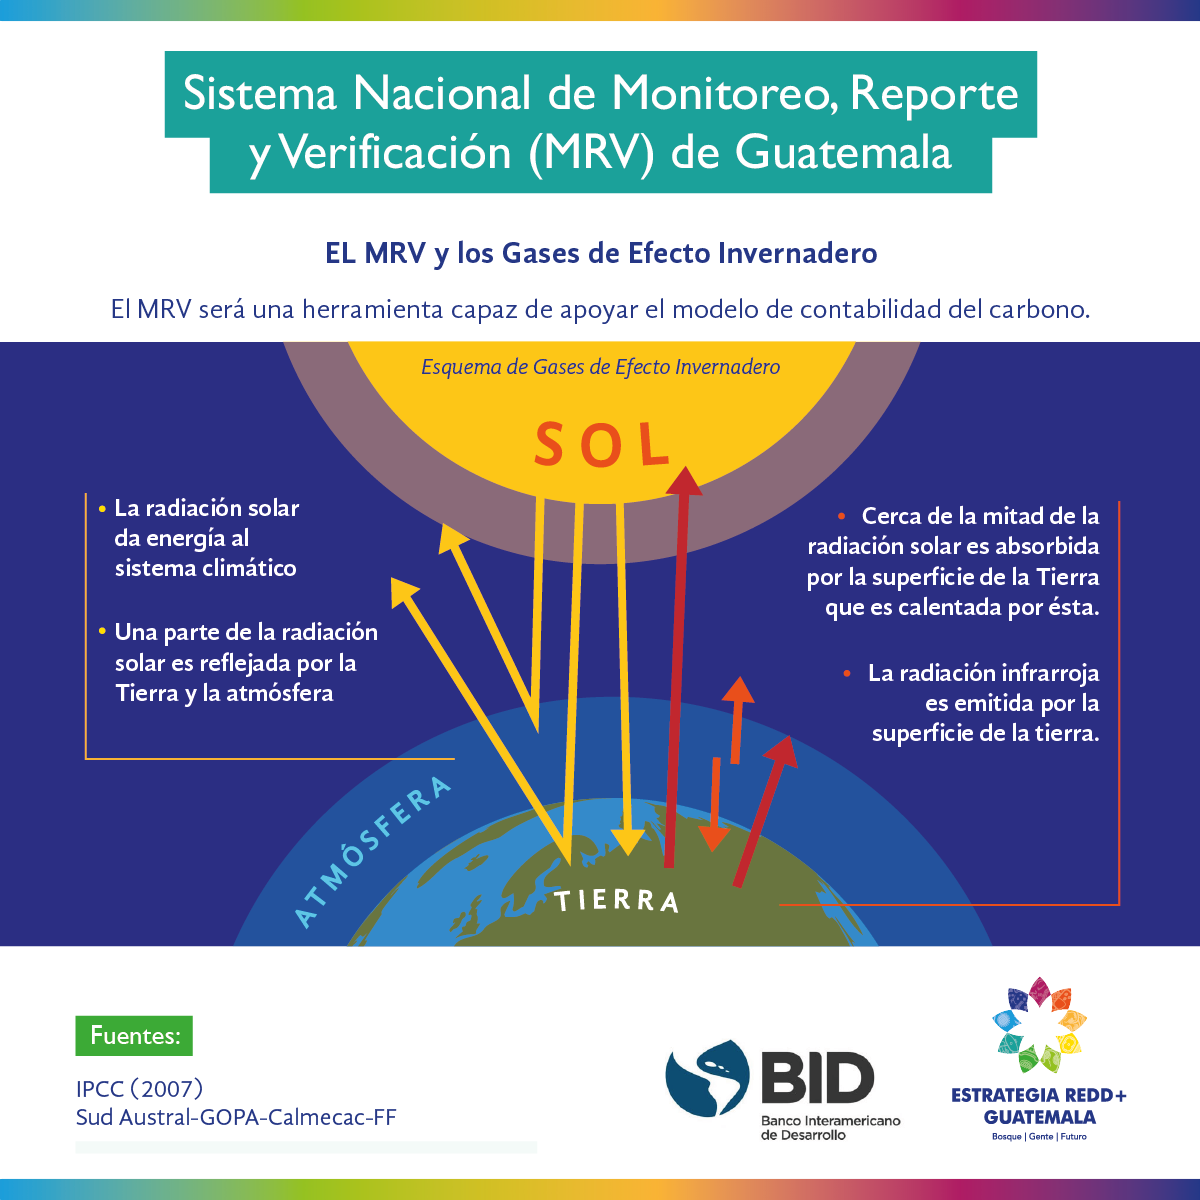 Sistema Nacional de Monitoreo, Reporte
y Verificación (MRV) de Guatemala
EL MRV y los Gases de Efecto Invernadero
El MRV será una herramienta capaz de apoyar el modelo de contabilidad del carbono.
Esquema de Gases de Efecto Invernadero
SOL
• La radiación solar
da energía al
sistema climático
• Una parte de la radiación
solar es reflejada por la
Tierra y la atmósfera
• Cerca de la mitad de la
radiación solar es absorbida
por la superficie de la Tierra
que es calentada por ésta.
• La radiación infrarroja
es emitida por la
superficie de la tierra.
ATMÔSFERA
TIERRA
Fuentes:
IPCC (2007)
Sud Austral-GOPA-Calmecac-FF
BID
Banco Interamericano
de Desarrollo
ESTRATEGIA REDD+
GUATEMALA
Bosque | Gente | Futuro